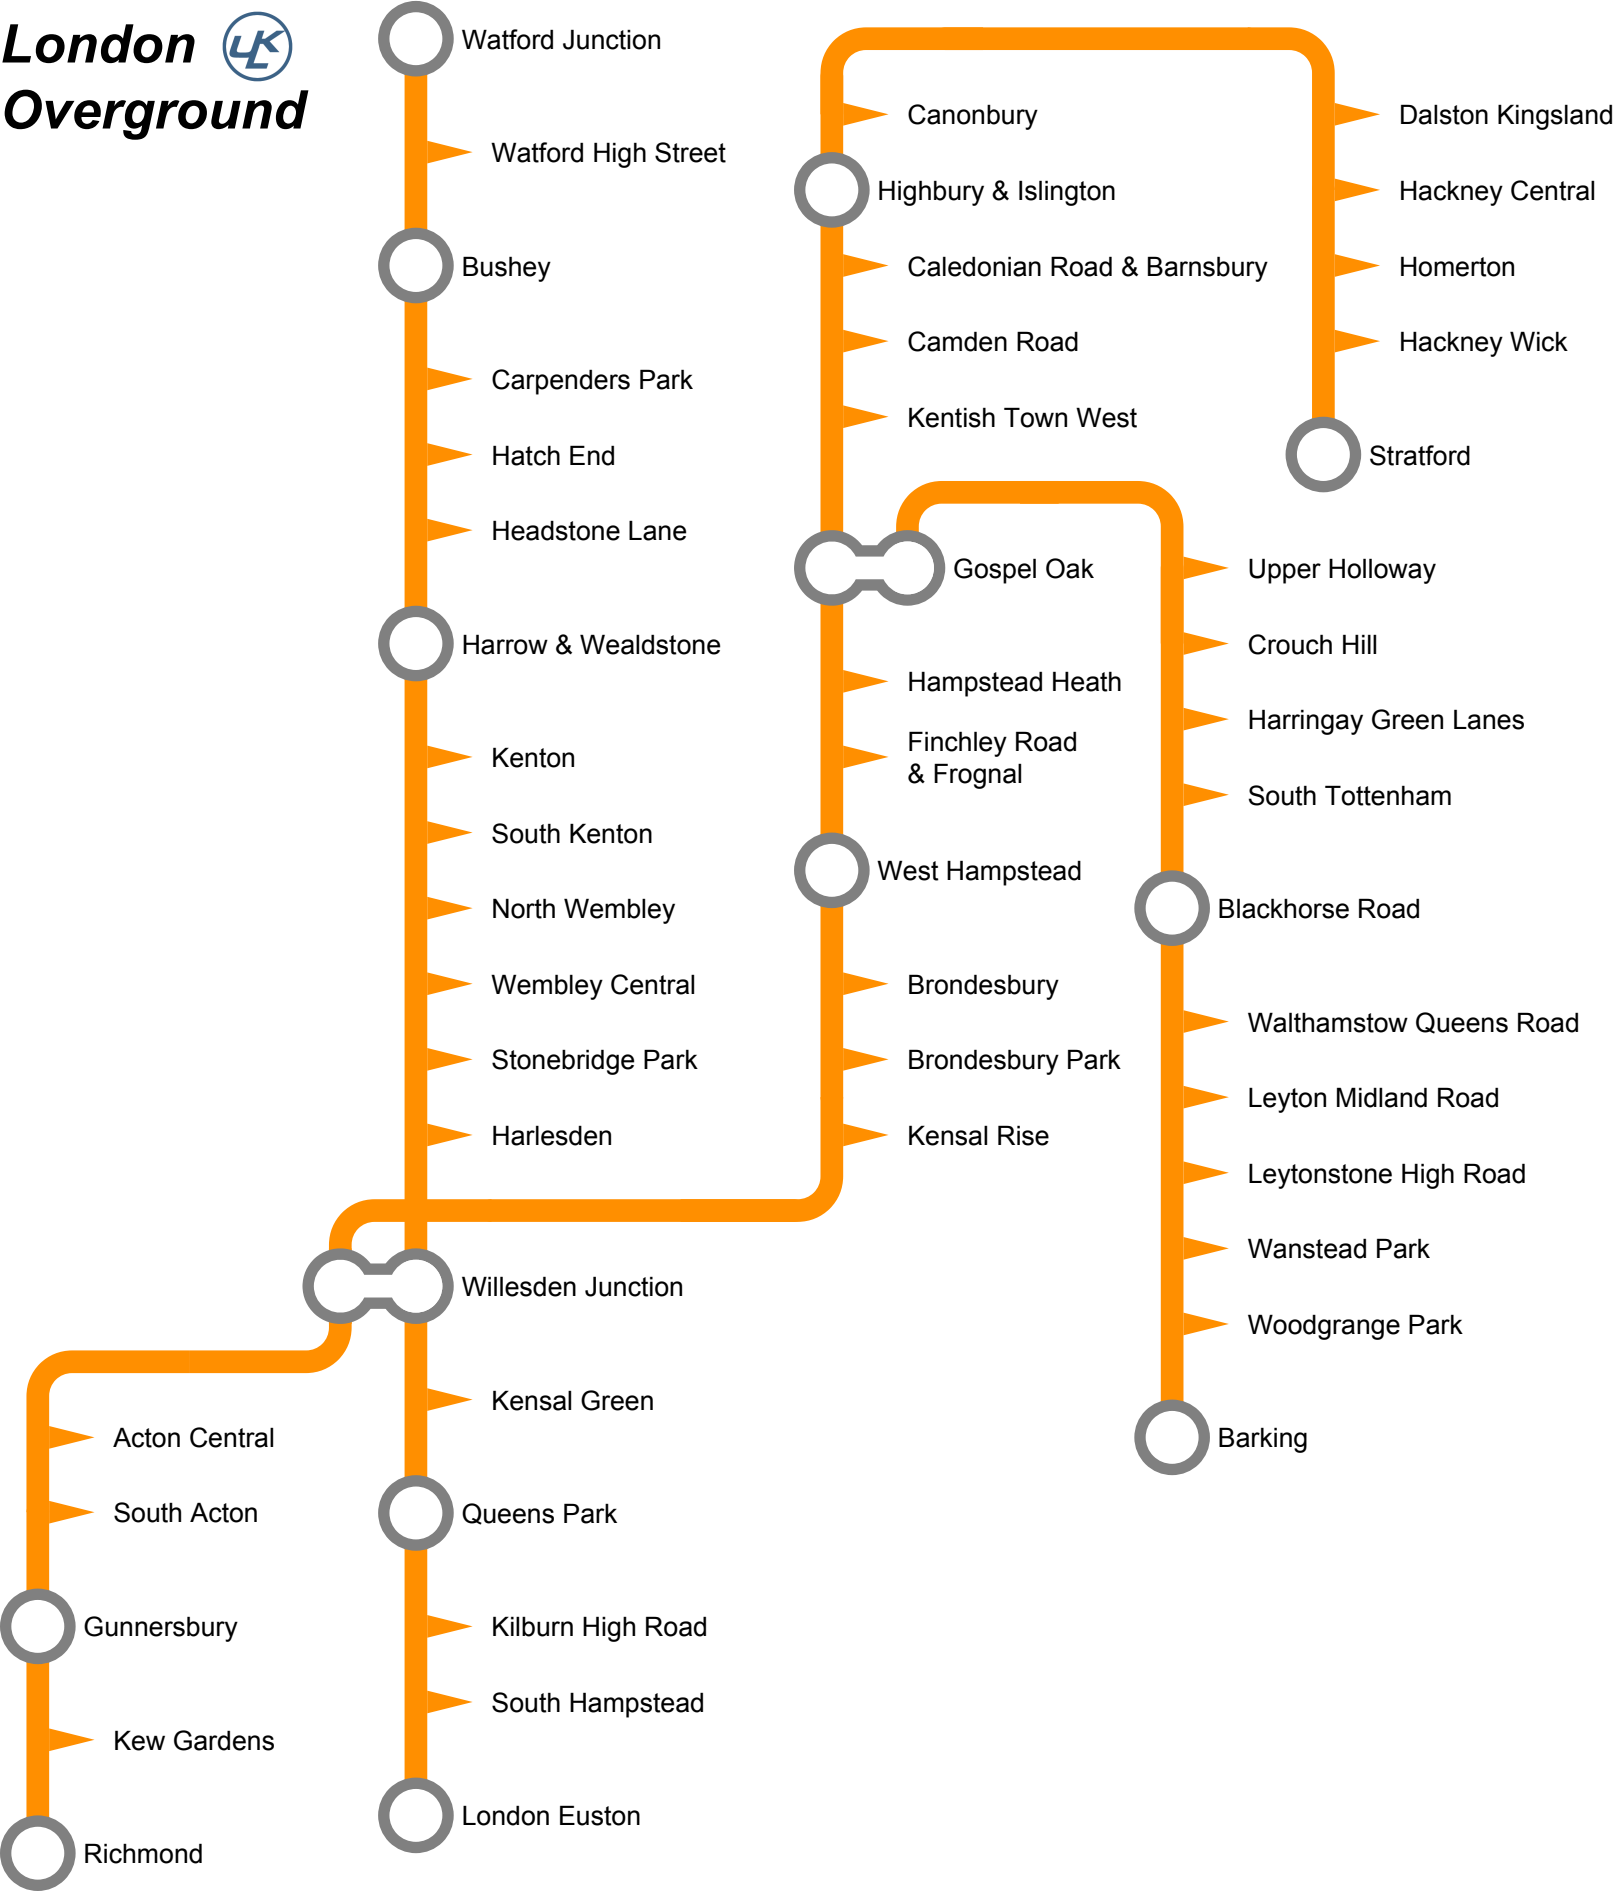 London
Overground
UKL
Watford Junction
Watford High Street
Bushey
Carpenders Park
Hatch End
Headstone Lane
Harrow & Wealdstone
Kenton
South Kenton
North Wembley
Wembley Central
Stonebridge Park
Harlesden
Willesden Junction
Kensal Green
Queens Park
Kilburn High Road
South Hampstead
London Euston
Acton Central
South Acton
Gunnersbury
Kew Gardens
Richmond
Canonbury
Highbury & Islington
Caledonian Road & Barnsbury
Camden Road
Kentish Town West
Gospel Oak
Hampstead Heath
Finchley Road
& Frognal
West Hampstead
Brondesbury
Brondesbury Park
Kensal Rise
Dalston Kingsland
Hackney Central
Homerton
Hackney Wick
Stratford
Upper Holloway
Crouch Hill
Harringay Green Lanes
South Tottenham
Blackhorse Road
Walthamstow Queens Road
Leyton Midland Road
Leytonstone High Road
Wanstead Park
Woodgrange Park
Barking